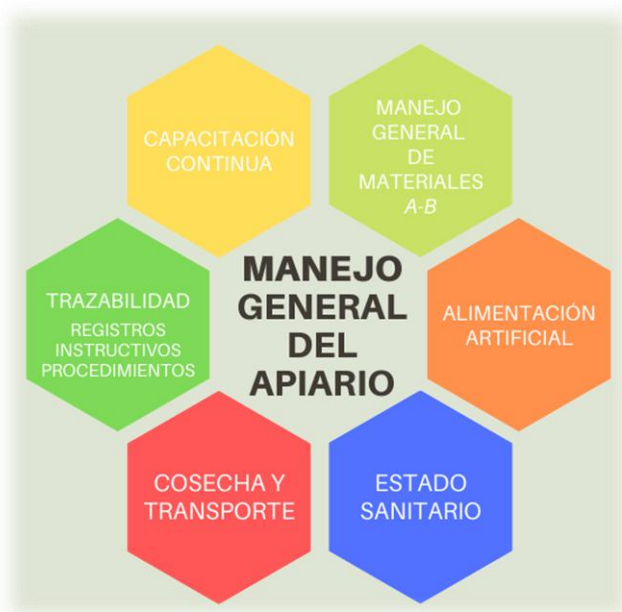 CAPACITACIÓN
CONTINUA
MANEJO
GENERAL
DE
MATERIALES
A-B
TRAZABILIDAD
REGISTROS
INSTRUCTIVOS
PROCEDIMIENTOS
MANEJO
GENERAL
DEL
APIARIO
ALIMENTACIÓN
ARTIFICIAL
COSECHA Y
TRANSPORTE
ESTADO
SANITARIO